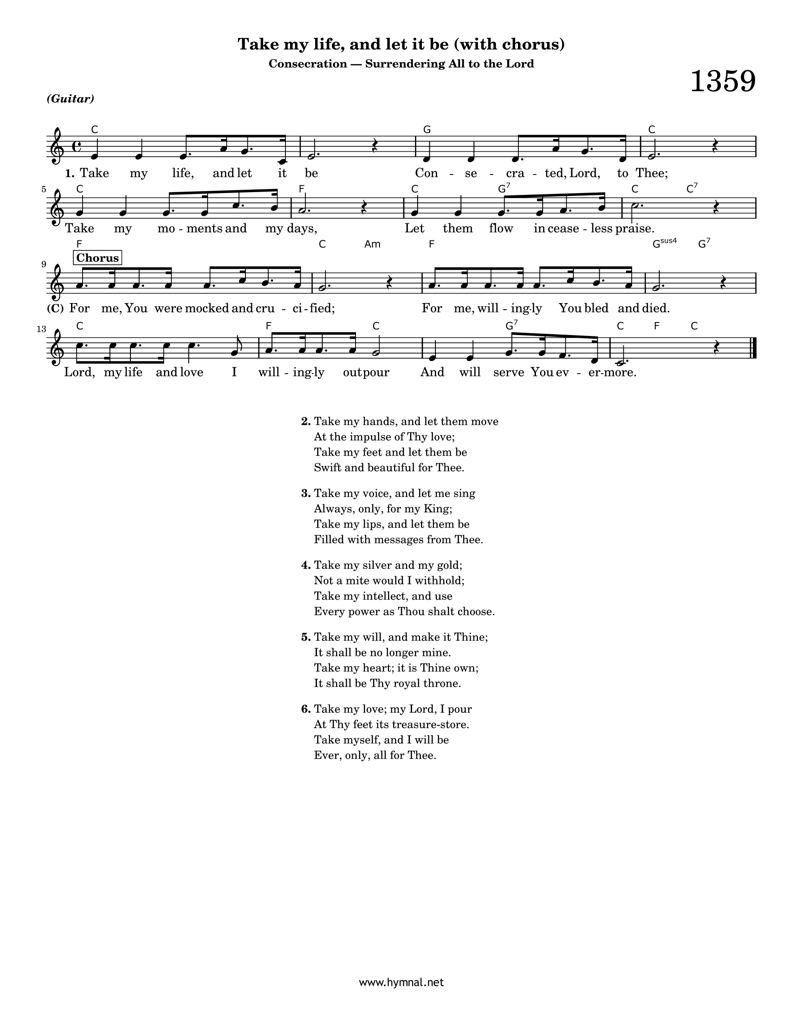 Take my life, and let it be (with chorus)
Consecration — Surrendering All to the Lord
1359
(Guitar)
C G C
1. Take my life, and let it be Con - se - cra - ted, Lord, to Thee;
5 C F C G7 C C7
Take my mo - ments and my days, Let them flow in cease - less praise.
F C Am F Gsus4 G7
9 Chorus
(C) For me, You were mocked and cru - ci - fied; For me, will - ing-ly You bled and died.
13 C F C G7 C F C
Lord, my life and love I will - ing-ly outpour And will serve You ev - er-more.
2. Take my hands, and let them move
At the impulse of Thy love;
Take my feet and let them be
Swift and beautiful for Thee.
3. Take my voice, and let me sing
Always, only, for my King;
Take my lips, and let them be
Filled with messages from Thee.
4. Take my silver and my gold;
Not a mite would I withhold;
Take my intellect, and use
Every power as Thou shalt choose.
5. Take my will, and make it Thine;
It shall be no longer mine.
Take my heart; it is Thine own;
It shall be Thy royal throne.
6. Take my love; my Lord, I pour
At Thy feet its treasure-store.
Take myself, and I will be
Ever, only, all for Thee.
www.hymnal.net